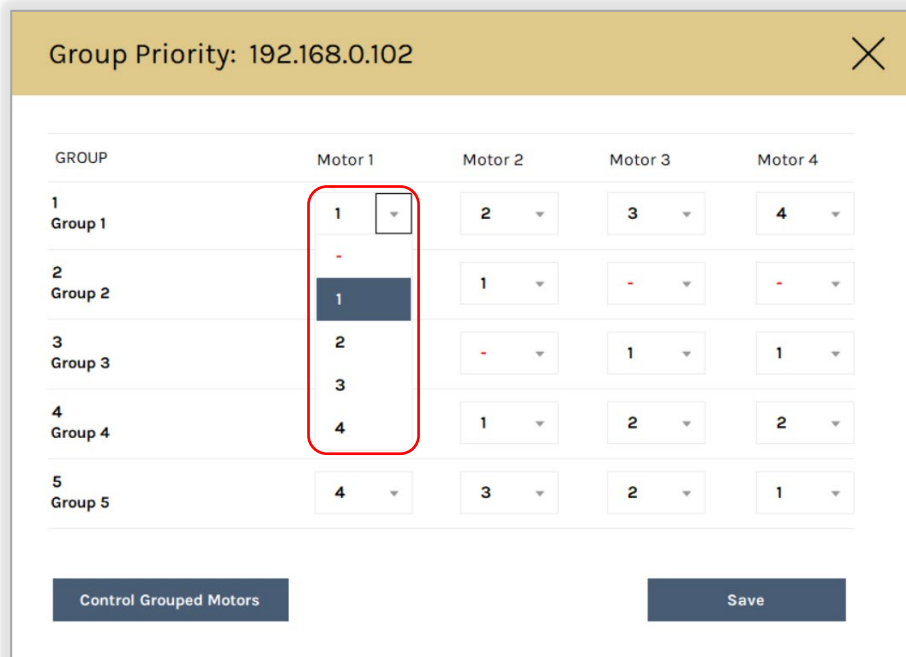 Group Priority: 192.168.0.102
GROUP Motor 1 Motor 2 Motor 3 Motor 4
1
Group 1
1 2 3 4
-
2
Group 2
1 - -
1
2
3
Group 3
- 1 1
3
4
Group 4
1 2 2
4
5
Group 5
4 3 2 1
Control Grouped Motors Save